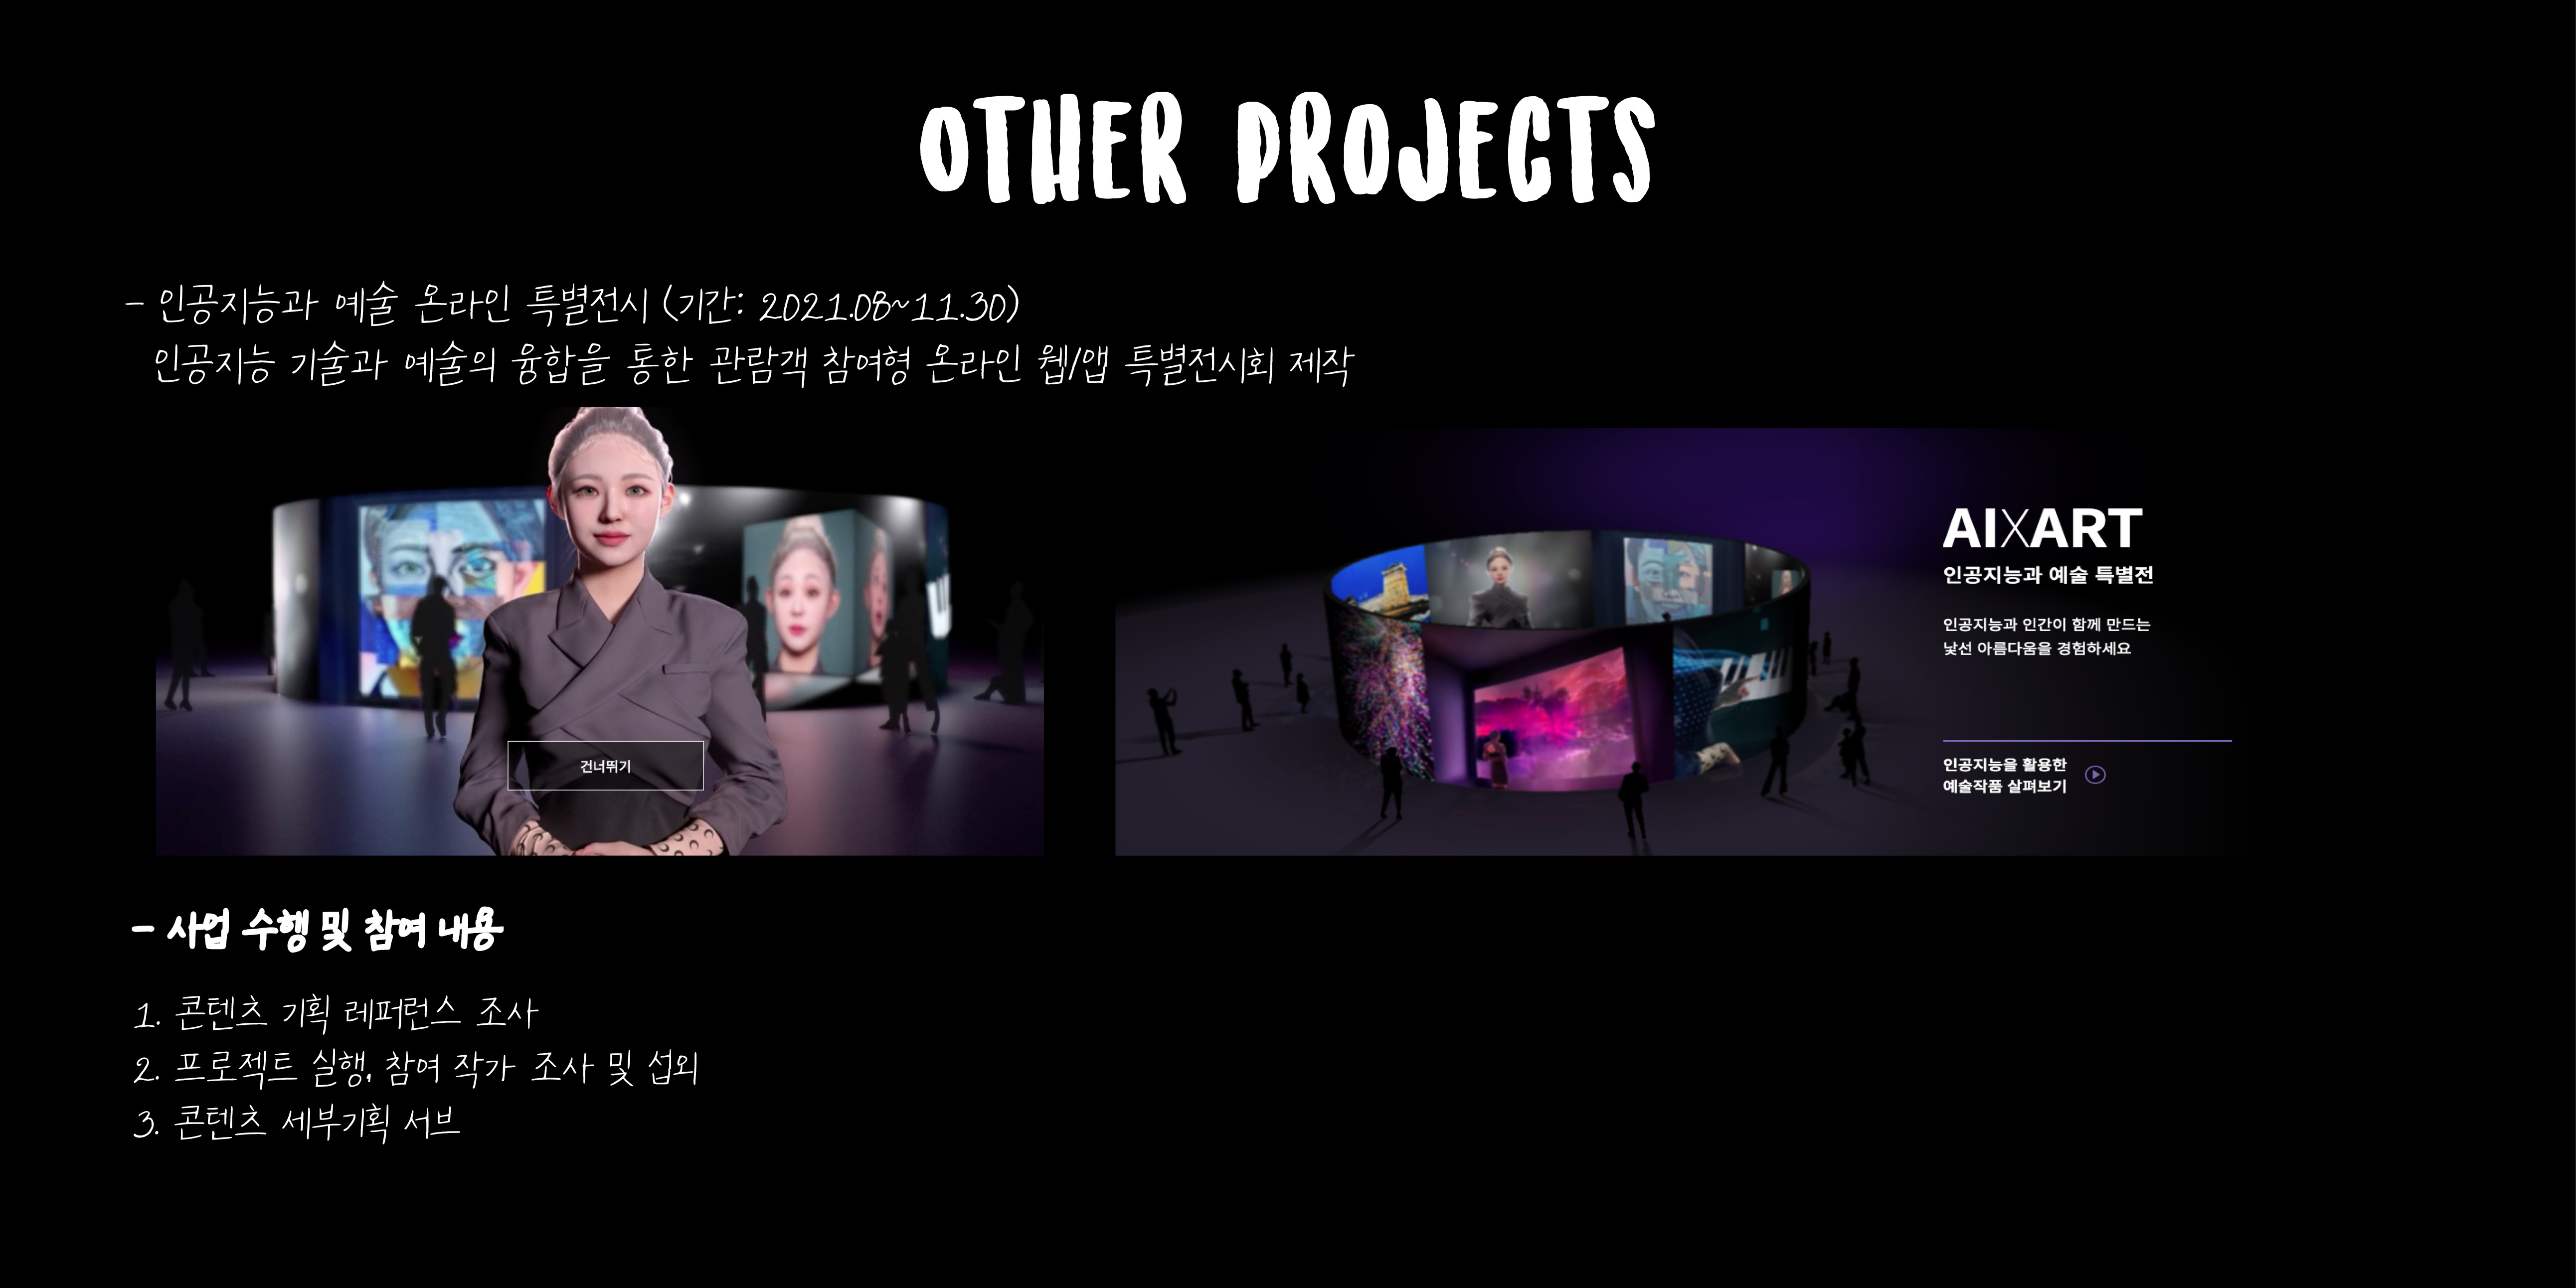 OTHER PROJECTS
- 인공지능과 예술 온라인 특별전시 (기간: 2021.08~11.30)
인공지능 기술과 예술의 융합을 통한 관람객 참여형 온라인 웹/앱 특별전시회 제작
건너뛰기
AIXART
인공지능과 예술 특별전
인공지능과 인간이 함께 만드는
낯선 아름다움을 경험하세요
인공지능을 활용한
예술작품 살펴보기
- 사업 수행 및 참여 내용
1. 콘텐츠 기획 레퍼런스 조사
2. 프로젝트 실행, 참여 작가 조사 및 섭외
3. 콘텐츠 세부기획 서브